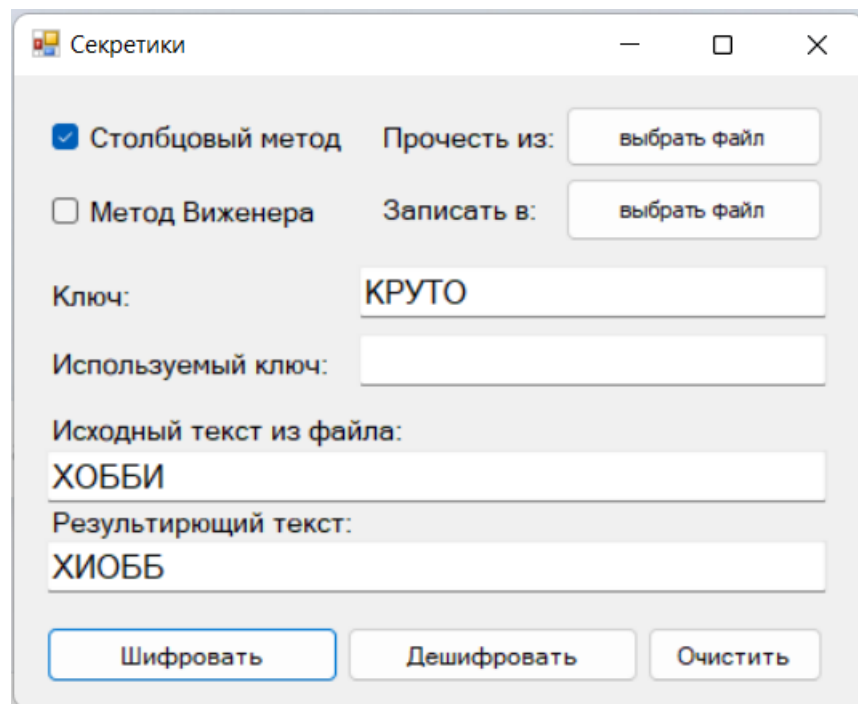 Секретики
Столбцовый метод Прочесть из: выбрать файл
Метод Виженера Записать в: выбрать файл
Ключ: КРУТО
Используемый ключ:
Исходный текст из файла:
ХОББИ
Результирющий текст:
ХИОББ
Шифровать Дешифровать Очистить